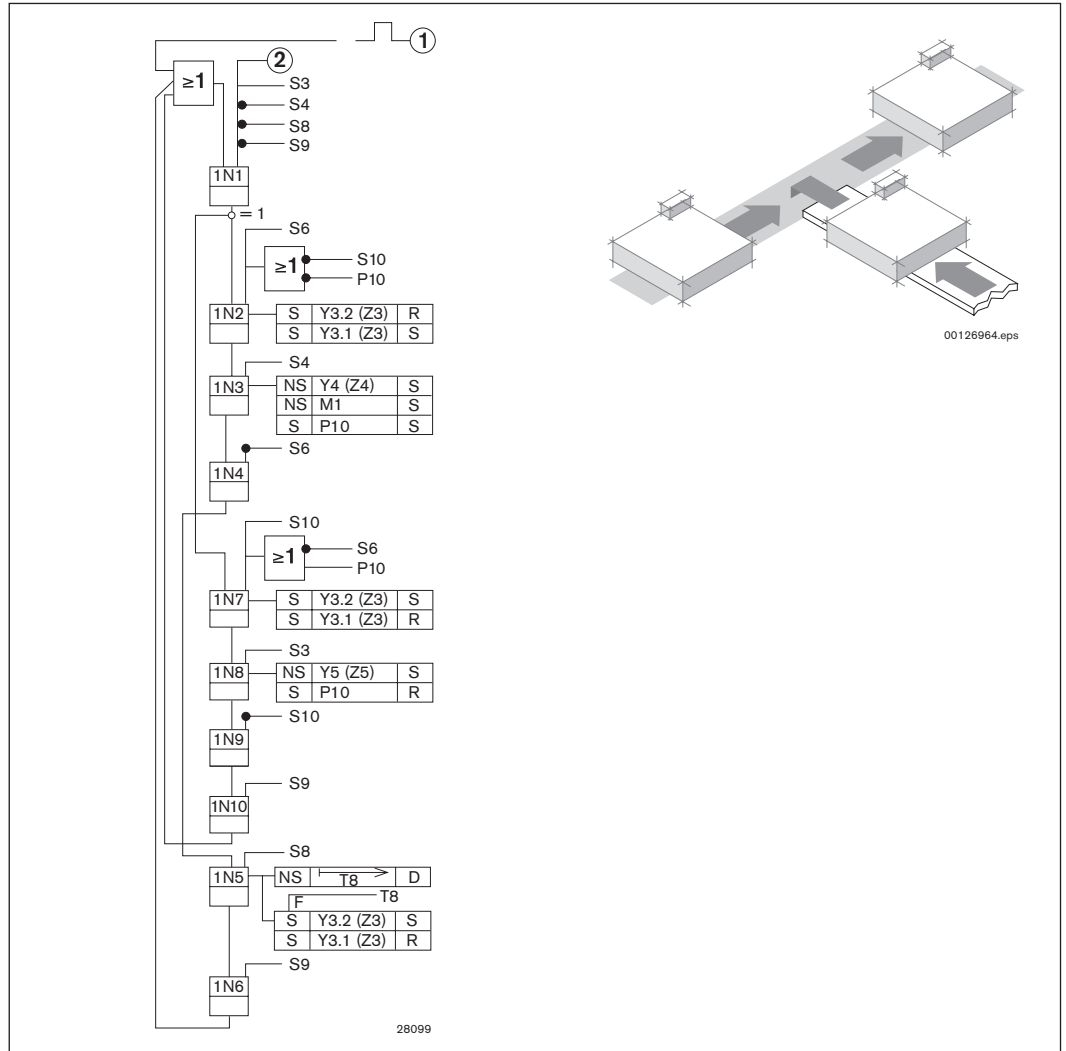 1
2
≥1
S3
S4
S8
S9
1N1
= 1
S6
≥1
S10
P10
1N2
S Y3.2 (Z3) R
S Y3.1 (Z3) S
S4
1N3
NS Y4 (Z4) S
NS M1 S
S P10 S
S6
1N4
S10
≥1
S6
P10
1N7
S Y3.2 (Z3) S
S Y3.1 (Z3) R
S3
1N8
NS Y5 (Z5) S
S P10 R
S10
1N9
S9
1N10
S8
1N5
NS T8 D
F T8
S Y3.2 (Z3) S
S Y3.1 (Z3) R
S9
1N6
28099
00126964.eps